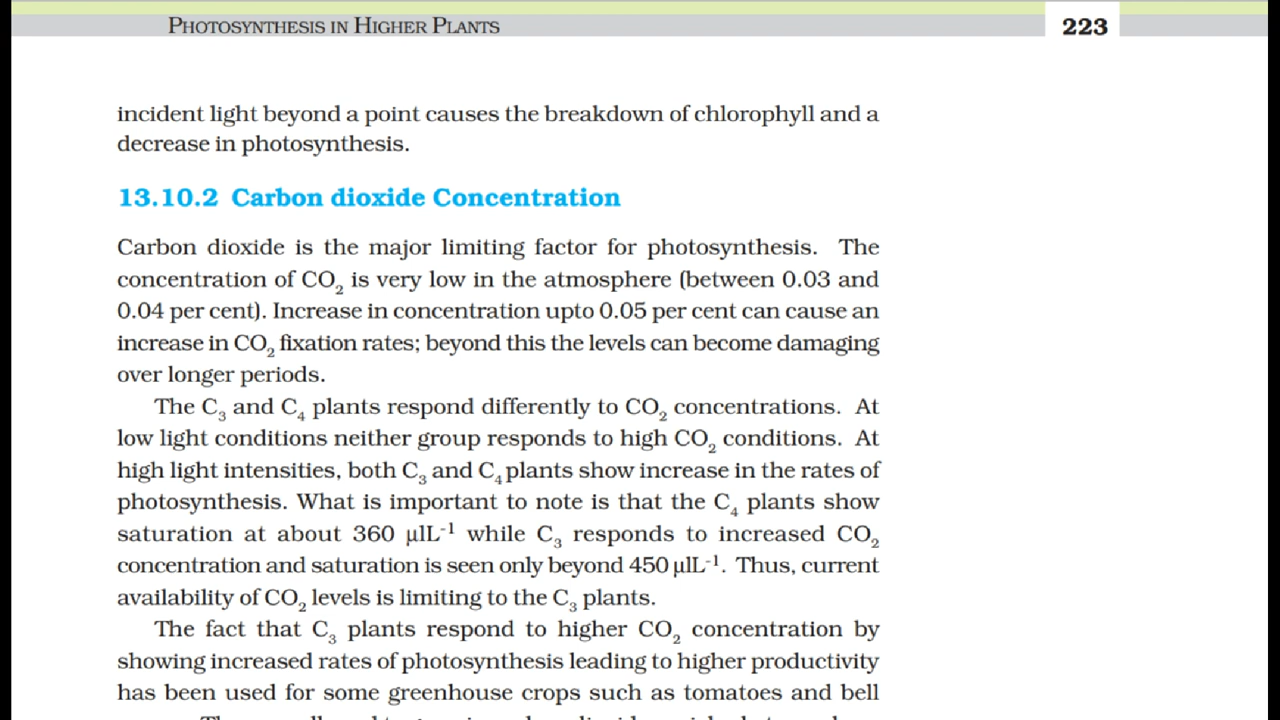 PHOTOSYNTHESIS IN HIGHER PLANTS 223
incident light beyond a point causes the breakdown of chlorophyll and a
decrease in photosynthesis.
13.10.2 Carbon dioxide Concentration
Carbon dioxide is the major limiting factor for photosynthesis. The
concentration of CO₂ is very low in the atmosphere (between 0.03 and
0.04 per cent). Increase in concentration upto 0.05 per cent can cause an
increase in CO₂ fixation rates; beyond this the levels can become damaging
over longer periods.
The C₃ and C₄ plants respond differently to CO₂ concentrations. At
low light conditions neither group responds to high CO₂ conditions. At
high light intensities, both C₃ and C₄ plants show increase in the rates of
photosynthesis. What is important to note is that the C₄ plants show
saturation at about 360 µlL⁻¹ while C₃ responds to increased CO₂
concentration and saturation is seen only beyond 450 µlL⁻¹. Thus, current
availability of CO₂ levels is limiting to the C₃ plants.
The fact that C₃ plants respond to higher CO₂ concentration by
showing increased rates of photosynthesis leading to higher productivity
has been used for some greenhouse crops such as tomatoes and bell